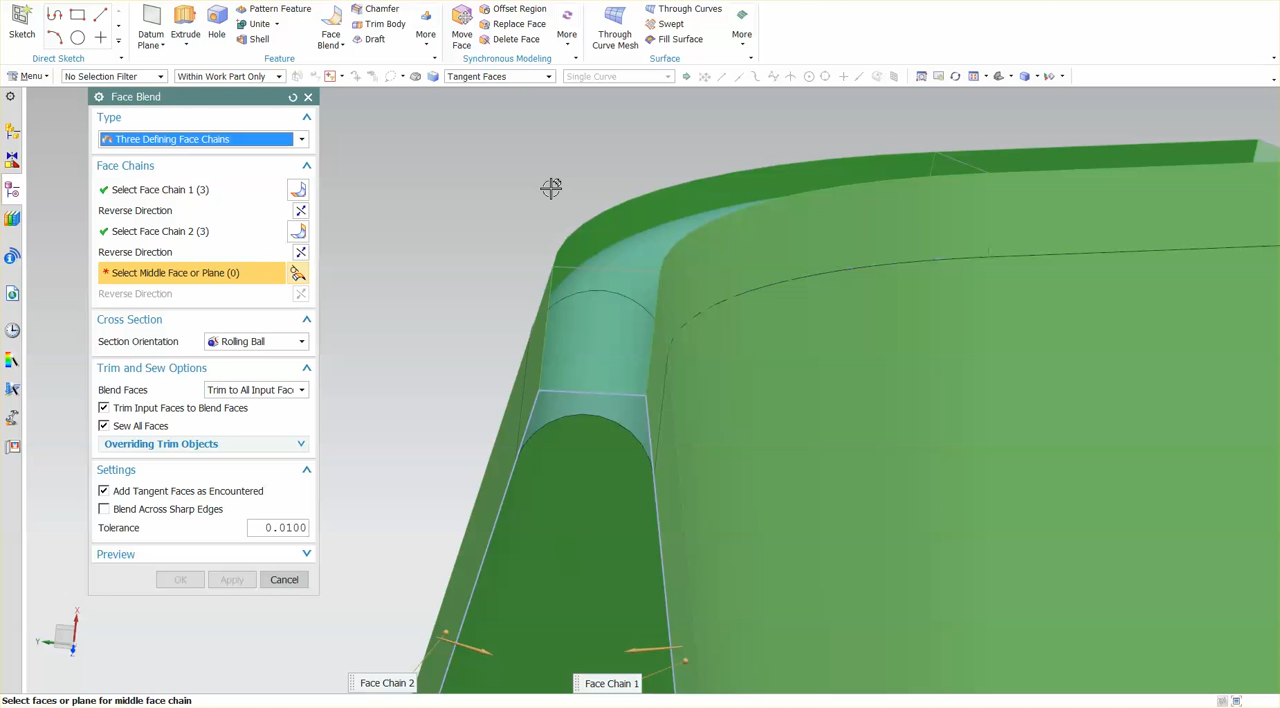 Sketch
Direct Sketch
Datum Plane
Extrude
Hole
Pattern Feature
Unite
Shell
Face Blend
Chamfer
Trim Body
Draft
More
Feature
Move Face
Offset Region
Replace Face
Delete Face
More
Synchronous Modeling
Through Curve Mesh
Through Curves
Swept
Fill Surface
More
Surface
Menu
No Selection Filter
Within Work Part Only
Tangent Faces
Single Curve
Face Blend
Type
Three Defining Face Chains
Face Chains
Select Face Chain 1 (3)
Reverse Direction
Select Face Chain 2 (3)
Reverse Direction
* Select Middle Face or Plane (0)
Reverse Direction
Cross Section
Section Orientation
Rolling Ball
Trim and Sew Options
Blend Faces
Trim to All Input Fac
Trim Input Faces to Blend Faces
Sew All Faces
Overriding Trim Objects
Settings
Add Tangent Faces as Encountered
Blend Across Sharp Edges
Tolerance
0.0100
Preview
OK
Apply
Cancel
X
Y
Z
Face Chain 2
Face Chain 1
Select faces or plane for middle face chain